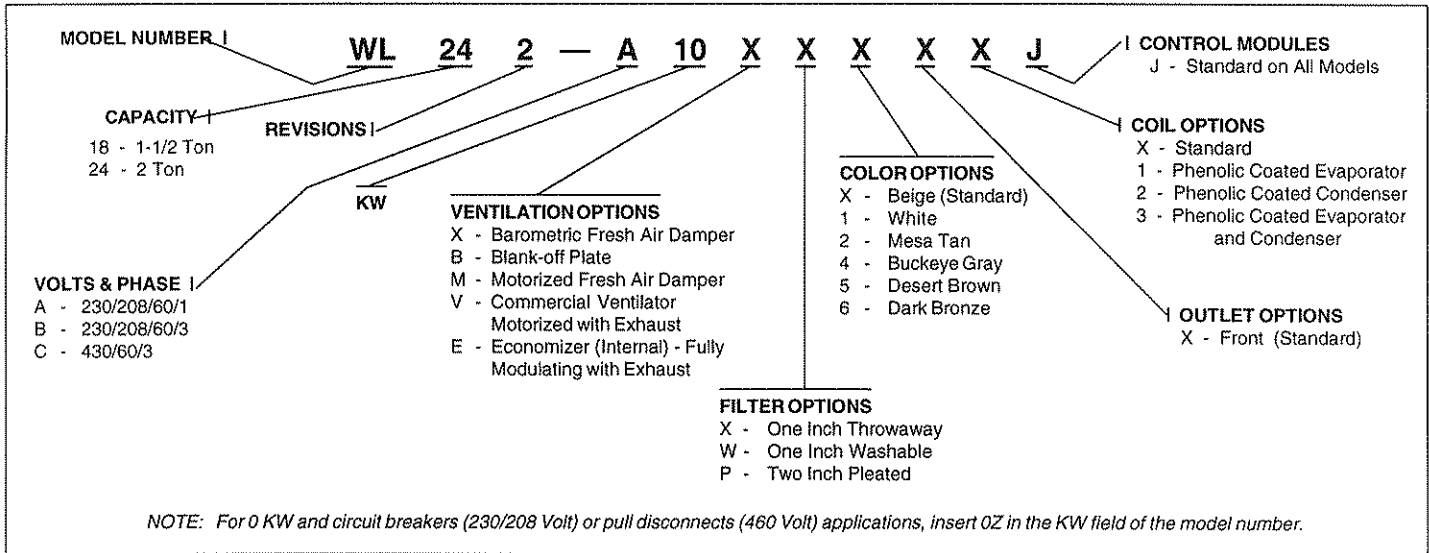 MODEL NUMBER
WL 24 2 — A 10 X X X X X J
CONTROL MODULES
J - Standard on All Models
CAPACITY
18 - 1-1/2 Ton
24 - 2 Ton
REVISIONS
KW
VOLTS & PHASE
A - 230/208/60/1
B - 230/208/60/3
C - 430/60/3
VENTILATION OPTIONS
X - Barometric Fresh Air Damper
B - Blank-off Plate
M - Motorized Fresh Air Damper
V - Commercial Ventilator
Motorized with Exhaust
E - Economizer (Internal) - Fully
Modulating with Exhaust
FILTER OPTIONS
X - One Inch Throwaway
W - One Inch Washable
P - Two Inch Pleated
COLOR OPTIONS
X - Beige (Standard)
1 - White
2 - Mesa Tan
4 - Buckeye Gray
5 - Desert Brown
6 - Dark Bronze
COIL OPTIONS
X - Standard
1 - Phenolic Coated Evaporator
2 - Phenolic Coated Condenser
3 - Phenolic Coated Evaporator
and Condenser
OUTLET OPTIONS
X - Front (Standard)
NOTE: For 0 KW and circuit breakers (230/208 Volt) or pull disconnects (460 Volt) applications, insert 0Z in the KW field of the model number.